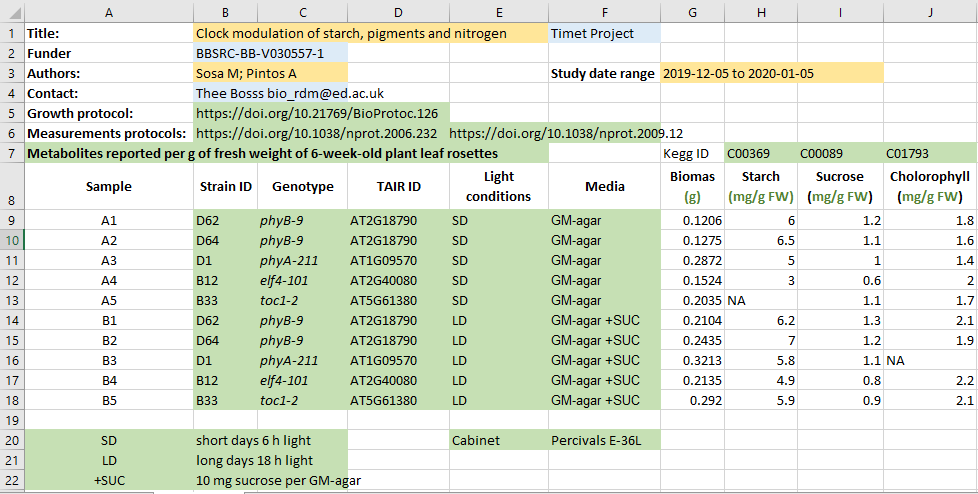 A B C D E F G H I J
1 Title: Clock modulation of starch, pigments and nitrogen Timet Project
2 Funder BBSRC-BB-V030557-1
3 Authors: Sosa M; Pintos A Study date range 2019-12-05 to 2020-01-05
4 Contact: Thee Bosss bio_rdm@ed.ac.uk
5 Growth protocol: https://doi.org/10.21769/BioProtoc.126
6 Measurements protocols: https://doi.org/10.1038/nprot.2006.232 https://doi.org/10.1038/nprot.2009.12
7 Metabolites reported per g of fresh weight of 6-week-old plant leaf rosettes Kegg ID C00369 C00089 C01793
8 Sample Strain ID Genotype TAIR ID Light conditions Media Biomas (g) Starch (mg/g FW) Sucrose (mg/g FW) Cholorophyll (mg/g FW)
9 A1 D62 phyB-9 AT2G18790 SD GM-agar 0.1206 6 1.2 1.8
10 A2 D64 phyB-9 AT2G18790 SD GM-agar 0.1275 6.5 1.1 1.6
11 A3 D1 phyA-211 AT1G09570 SD GM-agar 0.2872 5 1 1.4
12 A4 B12 elf4-101 AT2G40080 SD GM-agar 0.1524 3 0.6 2
13 A5 B33 toc1-2 AT5G61380 SD GM-agar 0.2035 NA 1.1 1.7
14 B1 D62 phyB-9 AT2G18790 LD GM-agar +SUC 0.2104 6.2 1.3 2.1
15 B2 D64 phyB-9 AT2G18790 LD GM-agar +SUC 0.2435 7 1.2 1.9
16 B3 D1 phyA-211 AT1G09570 LD GM-agar +SUC 0.3213 5.8 1.1 NA
17 B4 B12 elf4-101 AT2G40080 LD GM-agar +SUC 0.2135 4.9 0.8 2.2
18 B5 B33 toc1-2 AT5G61380 LD GM-agar +SUC 0.292 5.9 0.9 2.1
19
20 SD short days 6 h light Cabinet Percivals E-36L
21 LD long days 18 h light
22 +SUC 10 mg sucrose per GM-agar